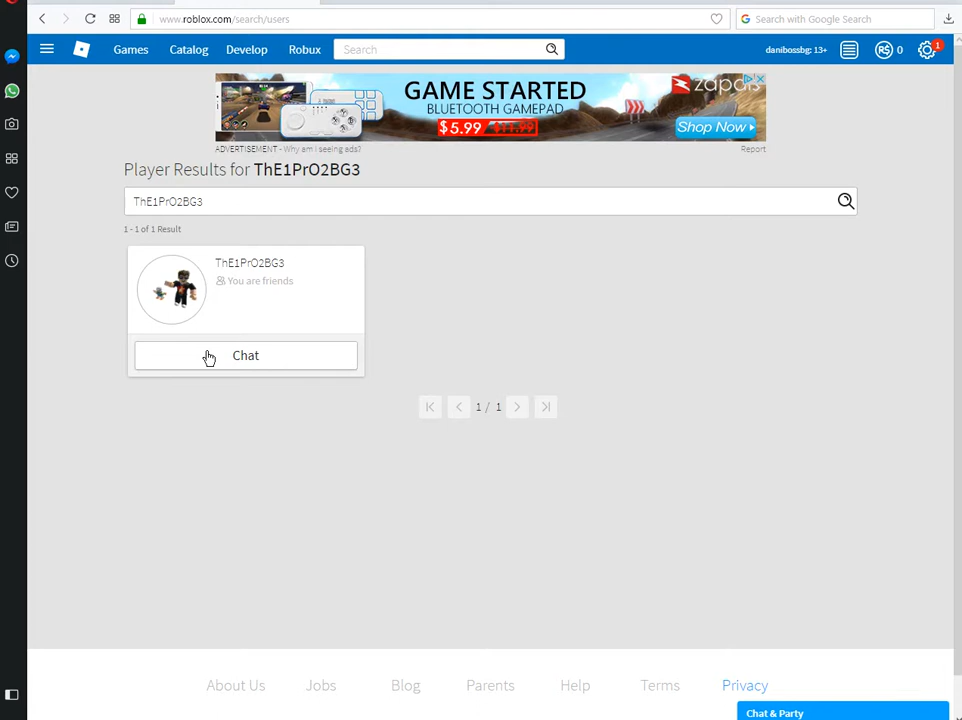 www.roblox.com/search/users
Search with Google Search
Games Catalog Develop Robux Search danibossbg: 13+ R$ 0 1
GAME STARTED
BLUETOOTH GAMEPAD
$5.99 $11.99
zapals
Shop Now
ADVERTISEMENT - Why am I seeing ads? Report
Player Results for ThE1PrO2BG3
ThE1PrO2BG3
1 - 1 of 1 Result
ThE1PrO2BG3
You are friends
Chat
1 / 1
About Us Jobs Blog Parents Help Terms Privacy
Chat & Party